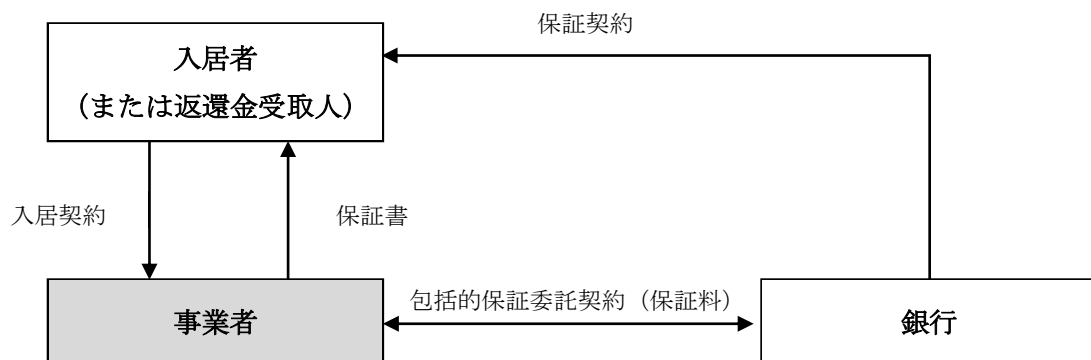 保証契約
入居者
（または返還金受取人）
入居契約
保証書
包括的保証委託契約（保証料）
事業者
銀行